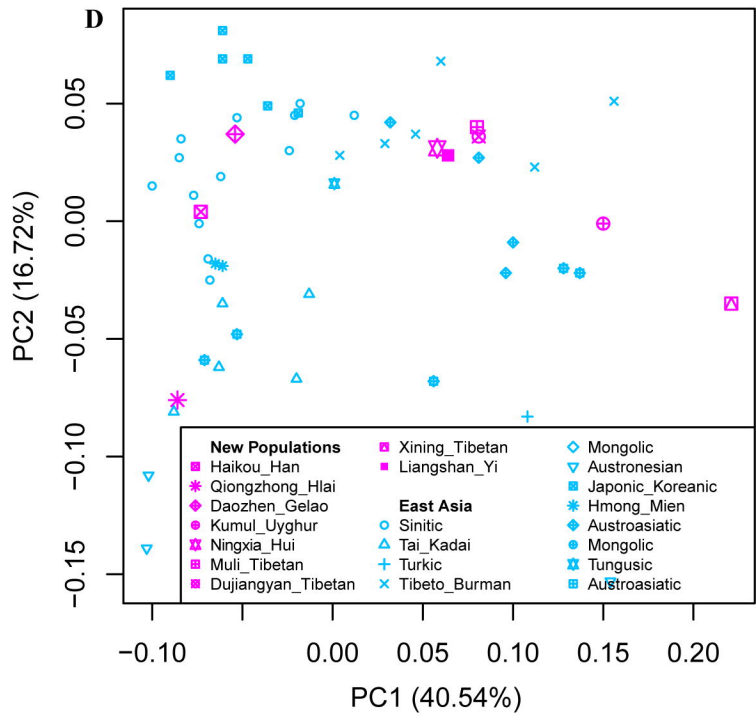 D
PC2 (16.72%)
0.05
0.00
−0.05
−0.10
−0.15
New Populations
Haikou_Han
Qiongzhong_Hlai
Daozhen_Gelao
Kumul_Uyghur
Ningxia_Hui
Muli_Tibetan
Dujiangyan_Tibetan
Xining_Tibetan
Liangshan_Yi
East Asia
Sinitic
Tai_Kadai
Turkic
Tibeto_Burman
Mongolic
Austronesian
Japonic_Koreanic
Hmong_Mien
Austroasiatic
Mongolic
Tungusic
Austroasiatic
−0.10 0.00 0.05 0.10 0.15 0.20
PC1 (40.54%)